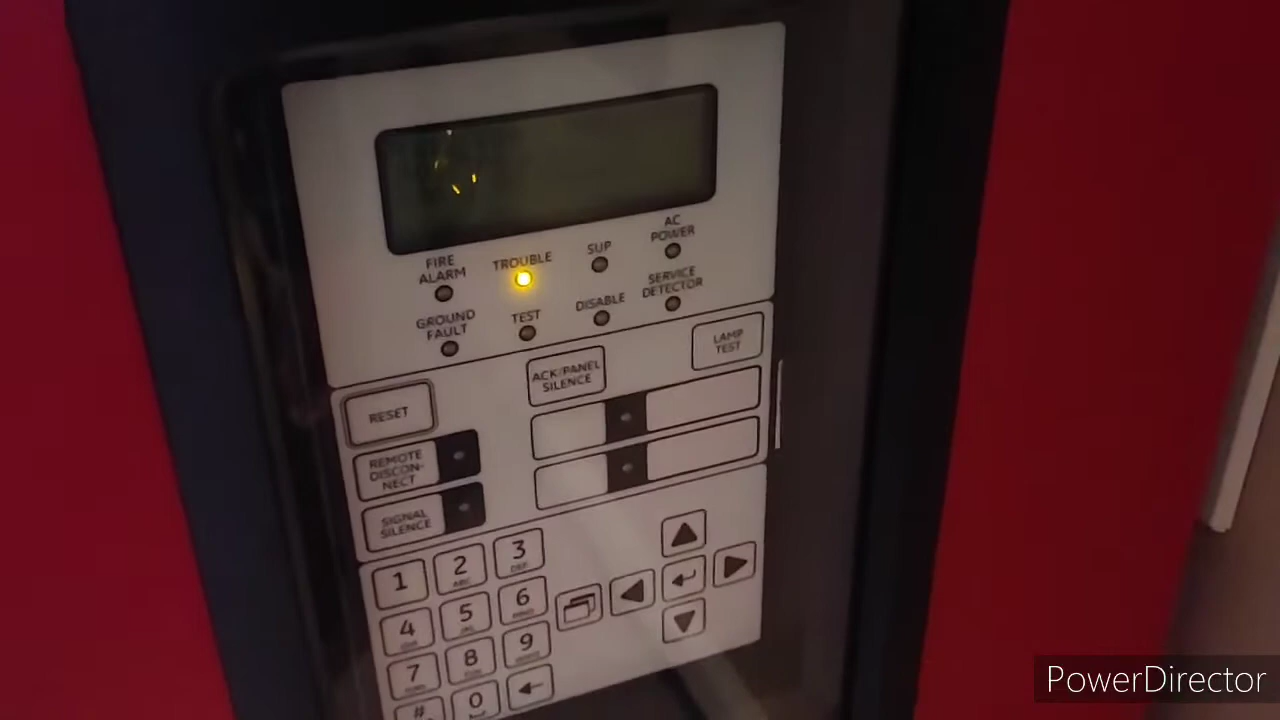 FIRE
ALARM
TROUBLE
SUP
AC
POWER
GROUND
FAULT
TEST
DISABLE
SERVICE
DETECTOR
RESET
ACK/PANEL
SILENCE
LAMP
TEST
REMOTE
DISCON-
NECT
SIGNAL
SILENCE
1
2
ABC
3
DEF
4
5
6
7
8
9
#
0
PowerDirector